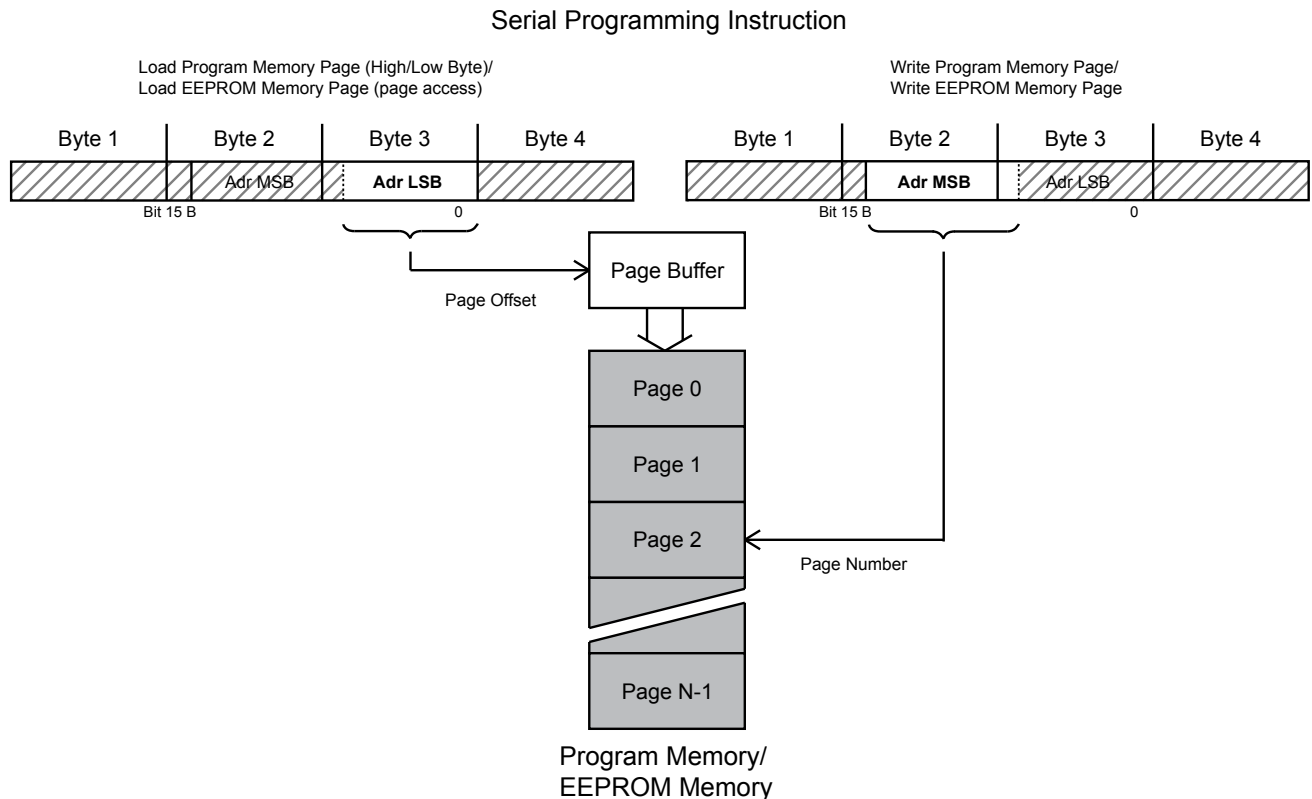 Serial Programming Instruction
Load Program Memory Page (High/Low Byte)/
Load EEPROM Memory Page (page access)
Write Program Memory Page/
Write EEPROM Memory Page
Byte 1 Byte 2 Byte 3 Byte 4
Byte 1 Byte 2 Byte 3 Byte 4
Adr MSB Adr LSB
Adr MSB Adr LSB
Bit 15 B 0
Bit 15 B 0
Page Buffer
Page Offset
Page 0
Page 1
Page 2
Page Number
Page N-1
Program Memory/
EEPROM Memory